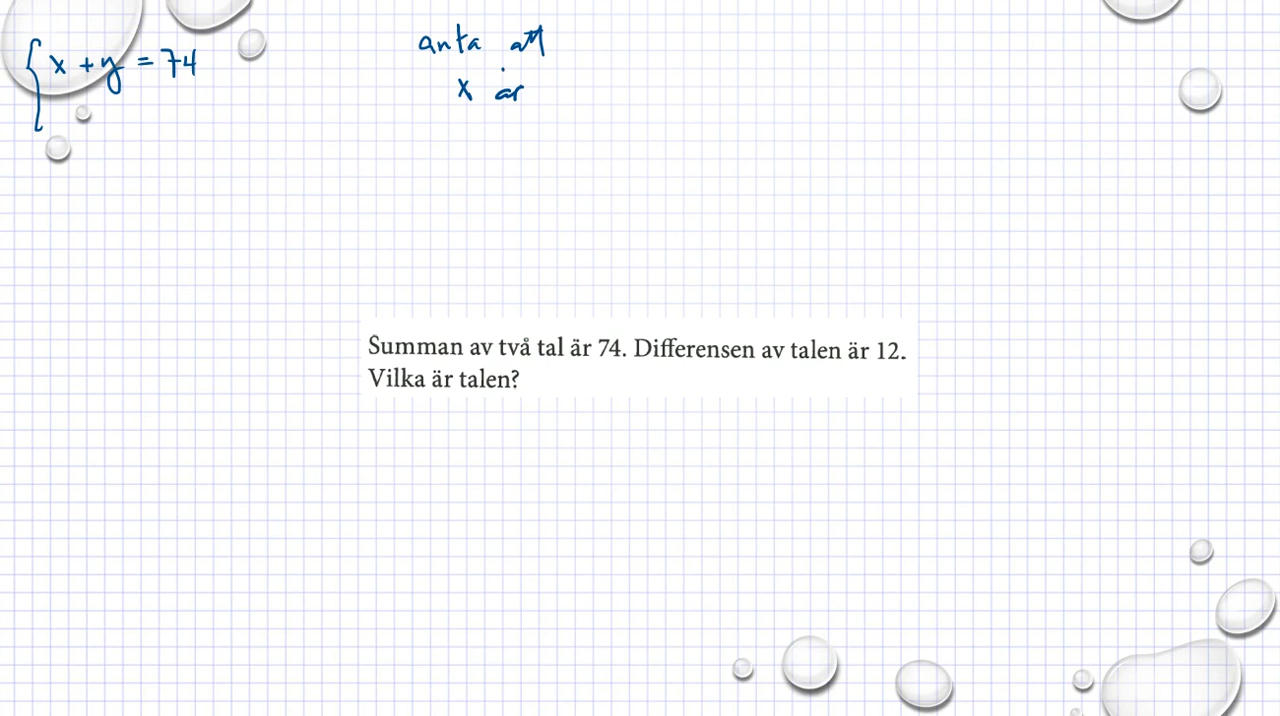 x + y = 74
anta att
x är
Summan av två tal är 74. Differensen av talen är 12.
Vilka är talen?